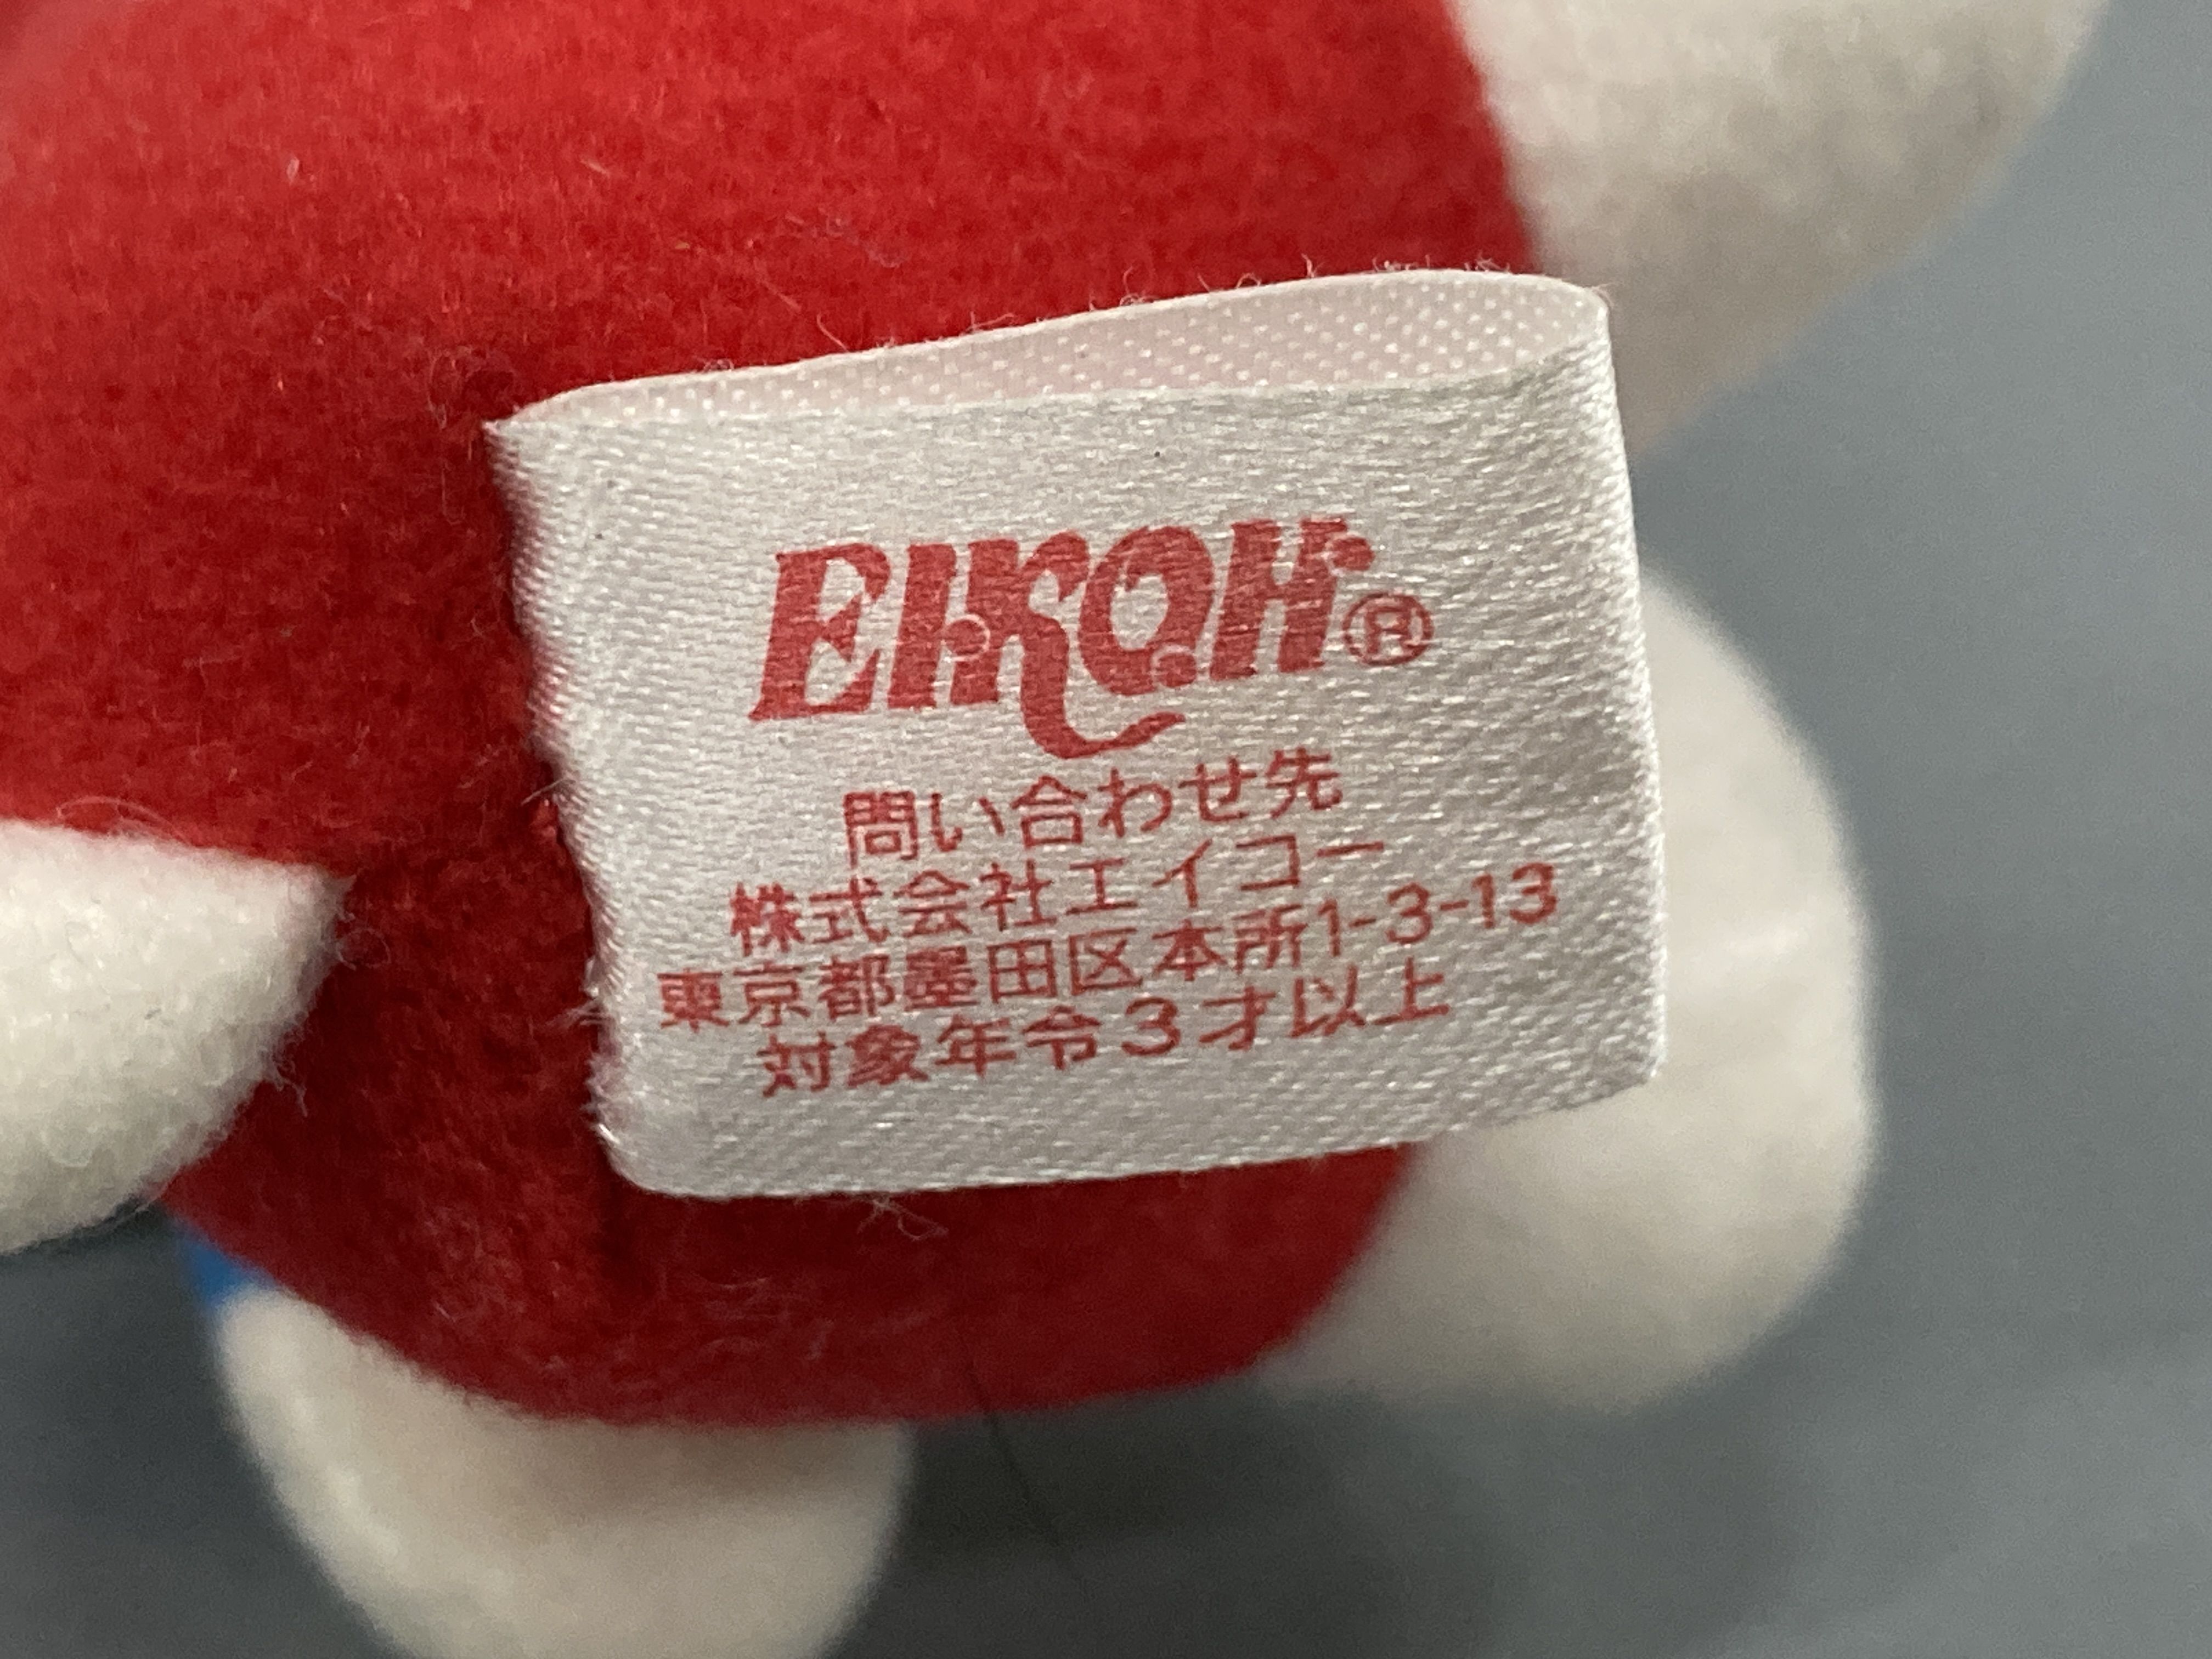 EIKOH®
問い合わせ先
株式会社エイコー
東京都墨田区本所1-3-13
対象年令3才以上